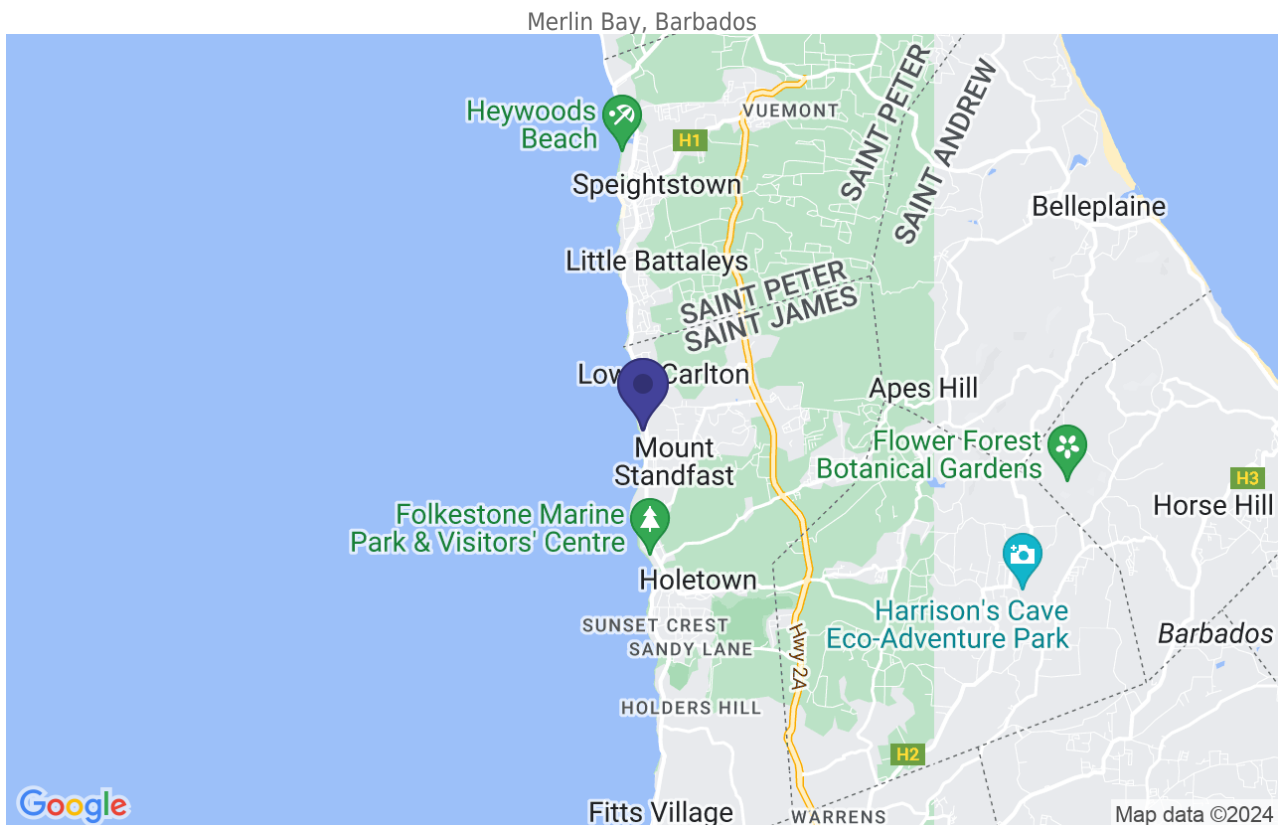 Merlin Bay, Barbados
Heywoods
Beach
H1
VUEMONT
SAINT PETER
SAINT ANDREW
Speightstown
Belleplaine
Little Battaleys
SAINT PETER
SAINT JAMES
Carlton
Apes Hill
Mount
Standfast
Flower Forest
Botanical Gardens
H3
Horse Hill
Folkestone Marine
Park & Visitors' Centre
Holetown
Harrison's Cave
Eco-Adventure Park
Barbados
SUNSET CREST
SANDY LANE
Hwy 2A
HOLDERS HILL
H2
Google
Fitts Village
WARRENS
Map data ©2024